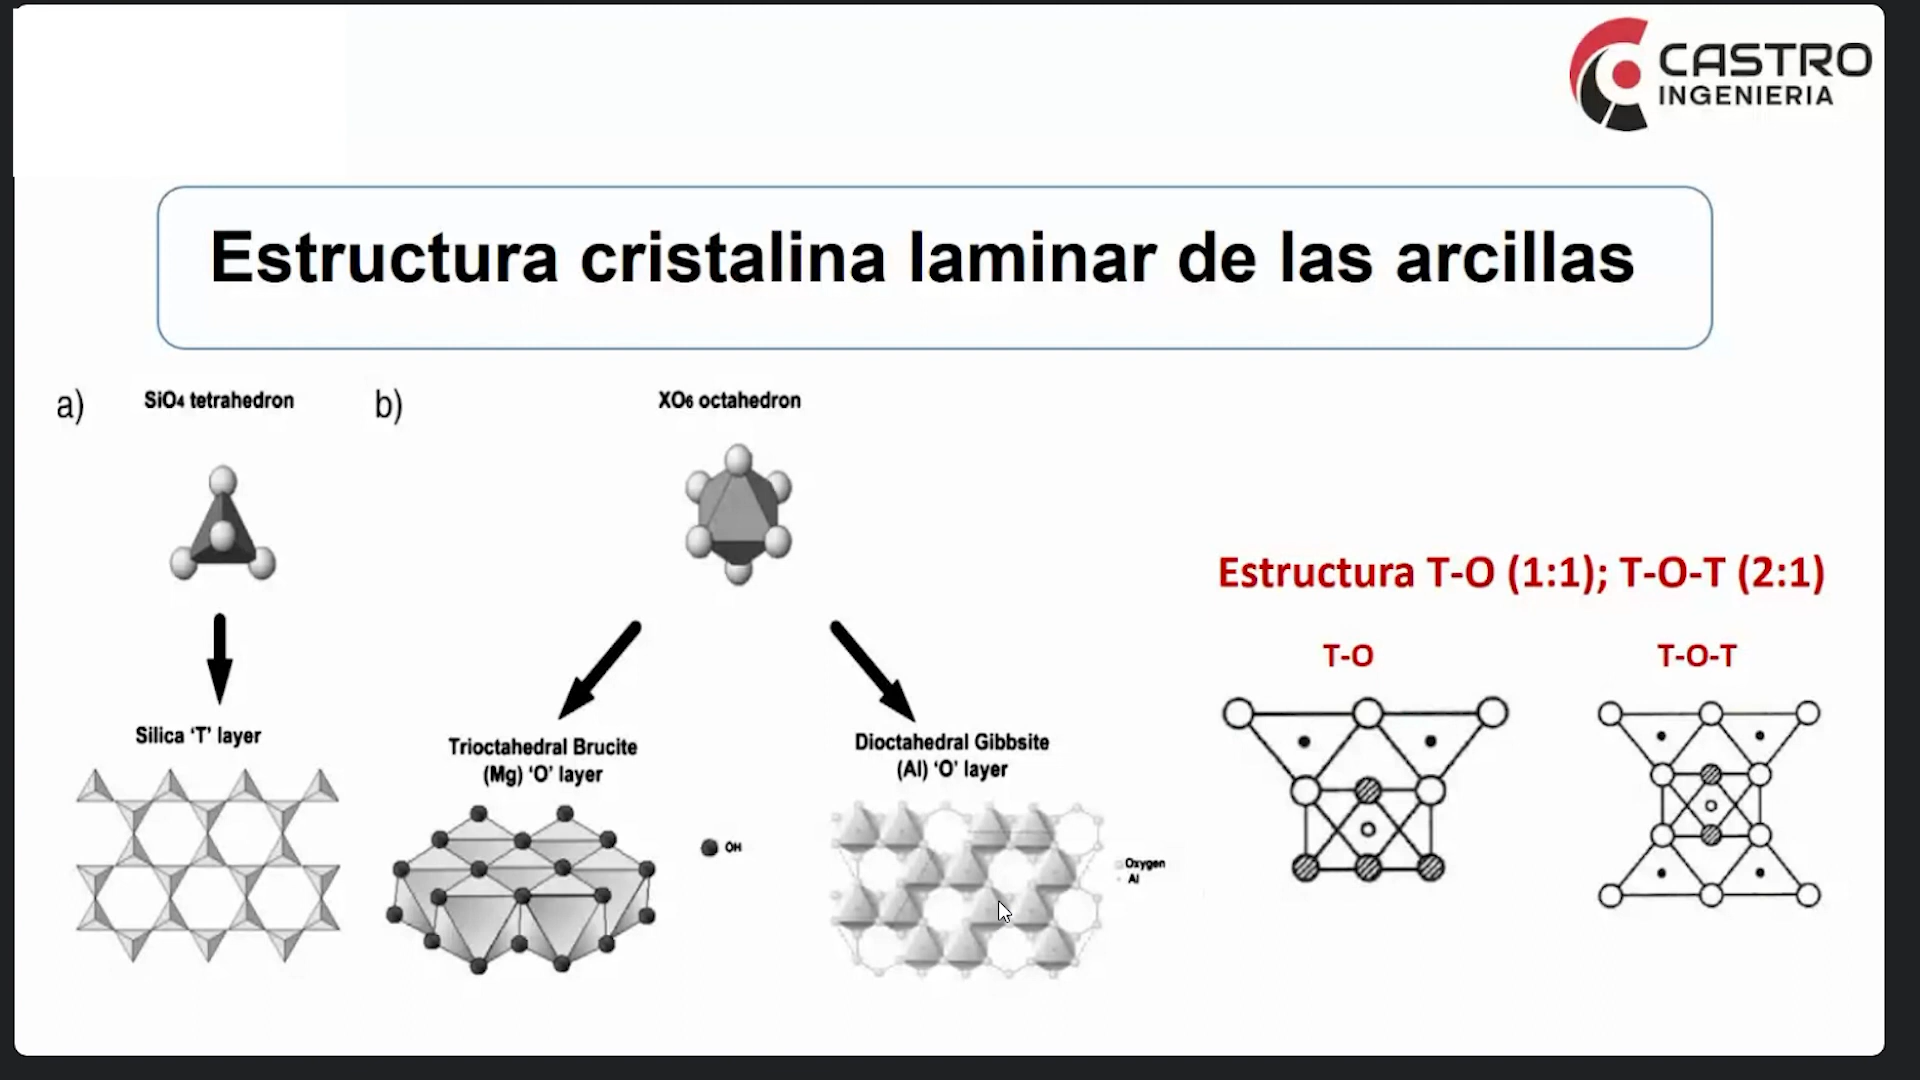 CASTRO
INGENIERIA
Estructura cristalina laminar de las arcillas
a)
SiO4 tetrahedron
b)
XO6 octahedron
Estructura T-O (1:1); T-O-T (2:1)
T-O
T-O-T
Silica ‘T’ layer
Trioctahedral Brucite
(Mg) ‘O’ layer
Dioctahedral Gibbsite
(Al) ‘O’ layer
OH
Oxygen
Al